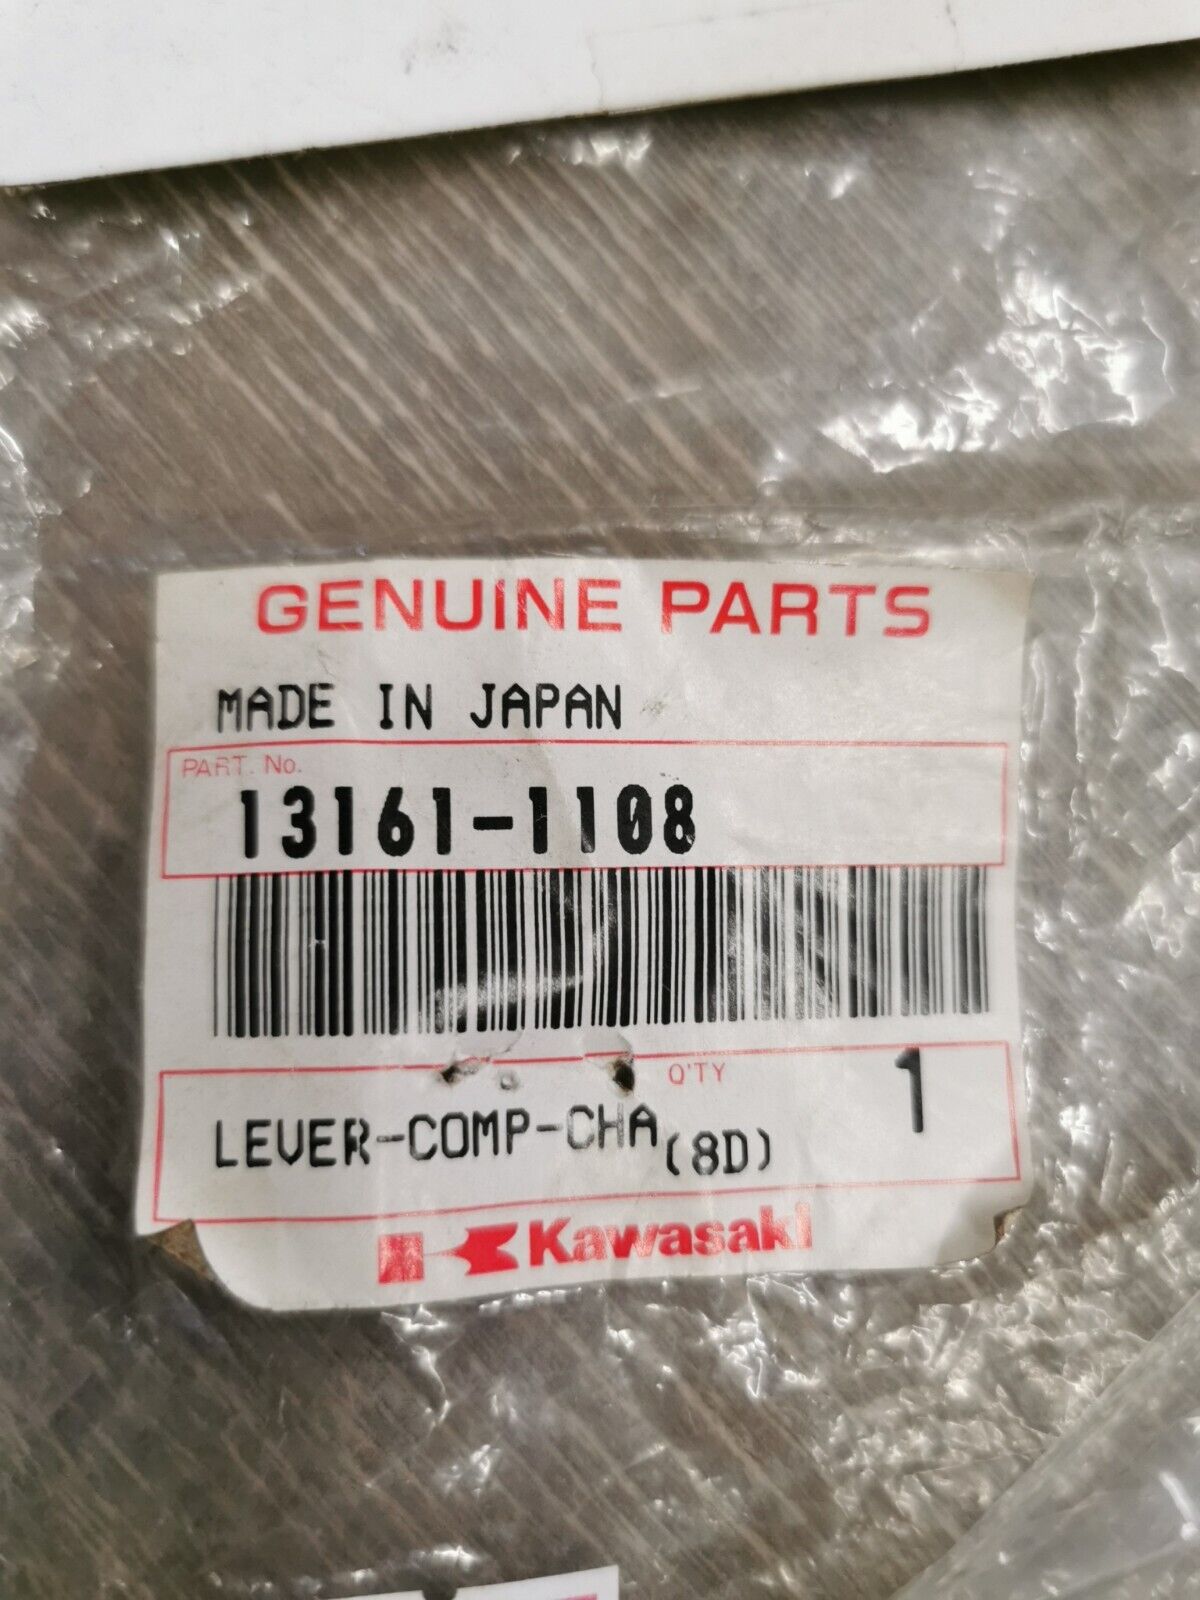 GENUINE PARTS
MADE IN JAPAN
PART. No.
13161-1108
Q'TY 1
LEVER-COMP-CHA(8D)
Kawasaki